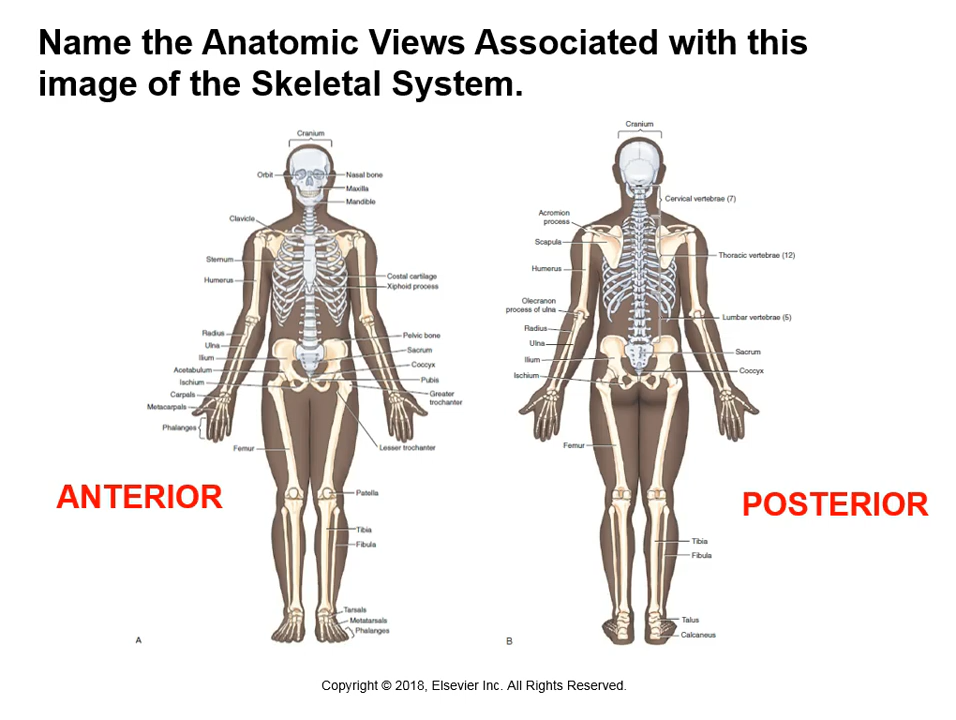 Name the Anatomic Views Associated with this
image of the Skeletal System.
Cranium
Orbit
Nasal bone
Maxilla
Mandible
Clavicle
Sternum
Humerus
Costal cartilage
Xiphoid process
Radius
Ulna
Ilium
Acetabulum
Ischium
Carpals
Metacarpals
Phalanges
Femur
Pelvic bone
Sacrum
Coccyx
Pubis
Greater
trochanter
Lesser trochanter
Patella
Tibia
Fibula
Tarsals
Metatarsals
Phalanges
A
ANTERIOR
Cranium
Cervical vertebrae (7)
Acromion
process
Scapula
Humerus
Thoracic vertebrae (12)
Olecranon
process of ulna
Radius
Ulna
Ilium
Ischium
Lumbar vertebrae (5)
Sacrum
Coccyx
Femur
Tibia
Fibula
Talus
Calcaneus
B
POSTERIOR
Copyright © 2018, Elsevier Inc. All Rights Reserved.